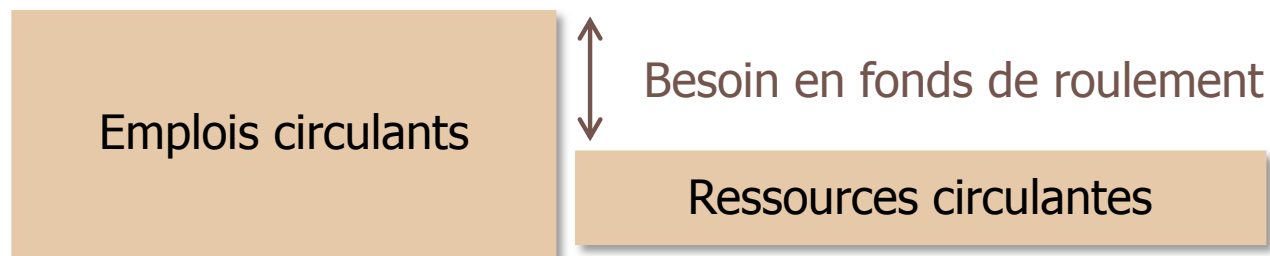 Emplois circulants
Besoin en fonds de roulement
Ressources circulantes